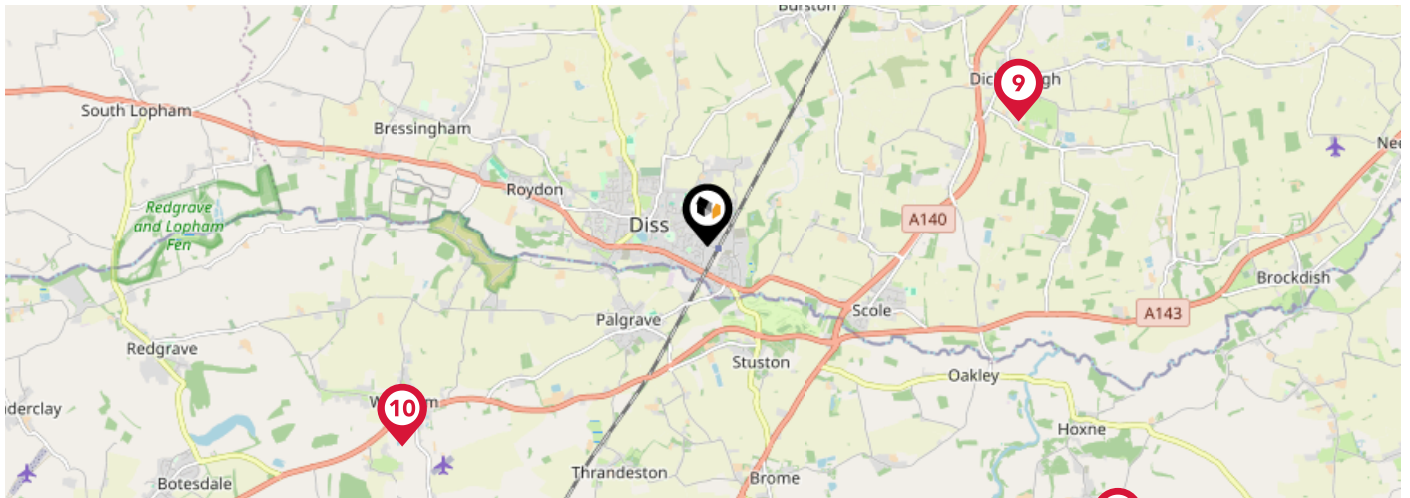 Burston
9
South Lopham
Bressingham
Roydon
Redgrave
and Lopham
Fen
Diss
A140
Brockdish
Scole
A143
Palgrave
Redgrave
Stuston
Oakley
10
Hoxne
Botesdale
Thrandeston
Brome